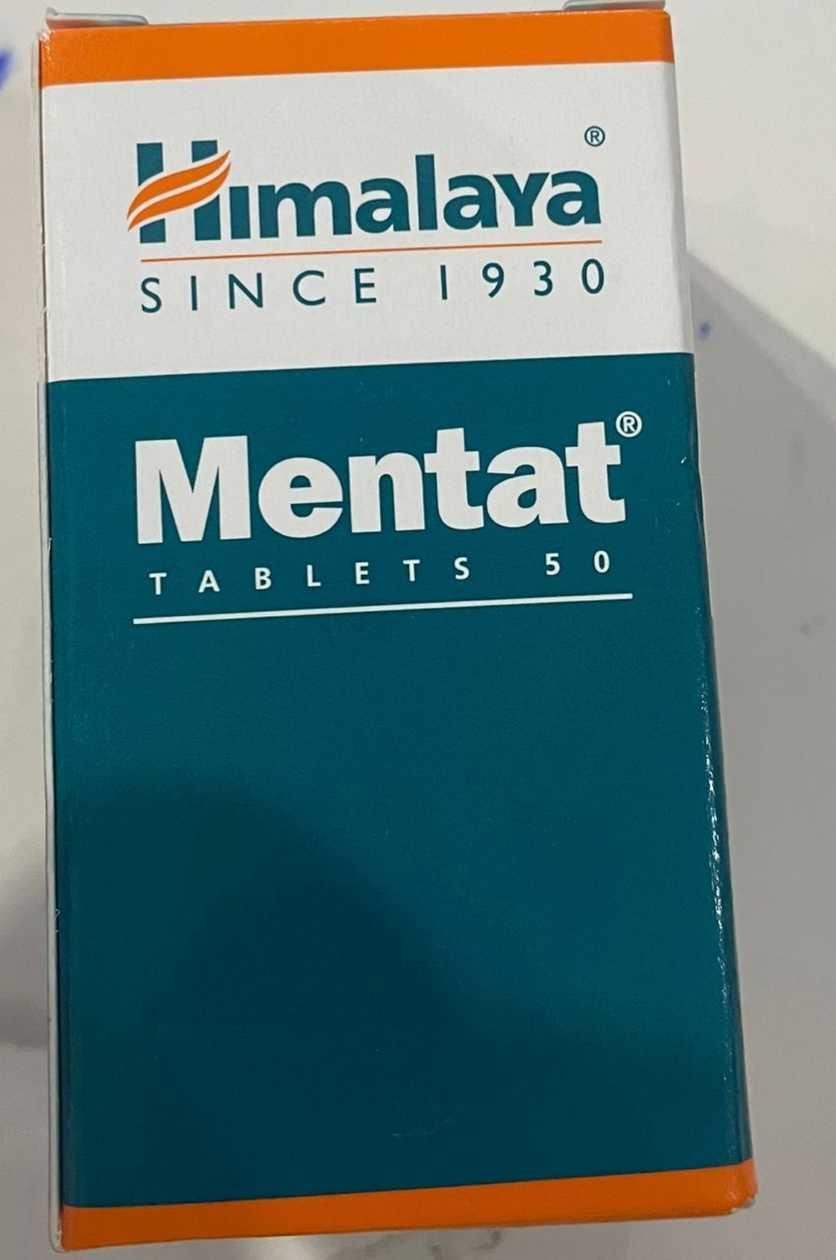 Himalaya®
SINCE 1930
Mentat®
TABLETS 50